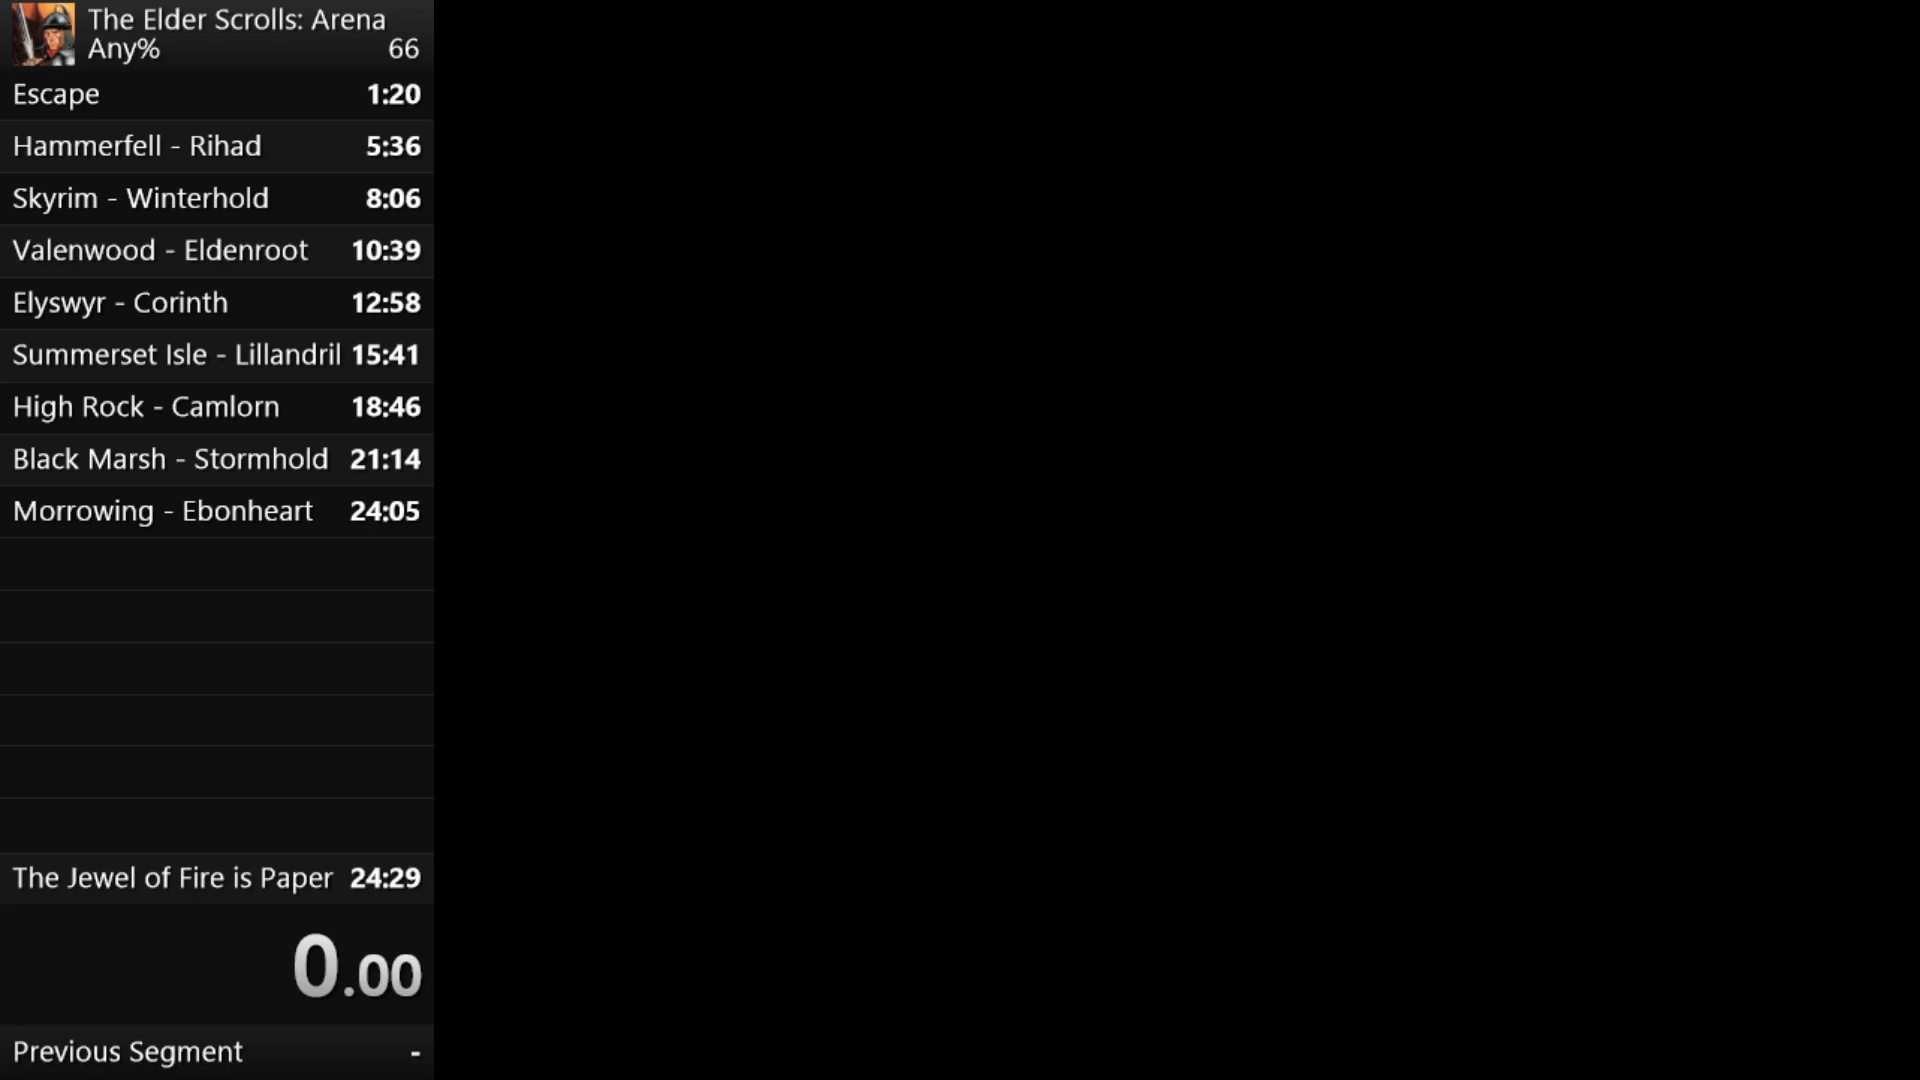 The Elder Scrolls: Arena
Any% 66
Escape 1:20
Hammerfell - Rihad 5:36
Skyrim - Winterhold 8:06
Valenwood - Eldenroot 10:39
Elyswyr - Corinth 12:58
Summerset Isle - Lillandril 15:41
High Rock - Camlorn 18:46
Black Marsh - Stormhold 21:14
Morrowing - Ebonheart 24:05
The Jewel of Fire is Paper 24:29
0.00
Previous Segment -